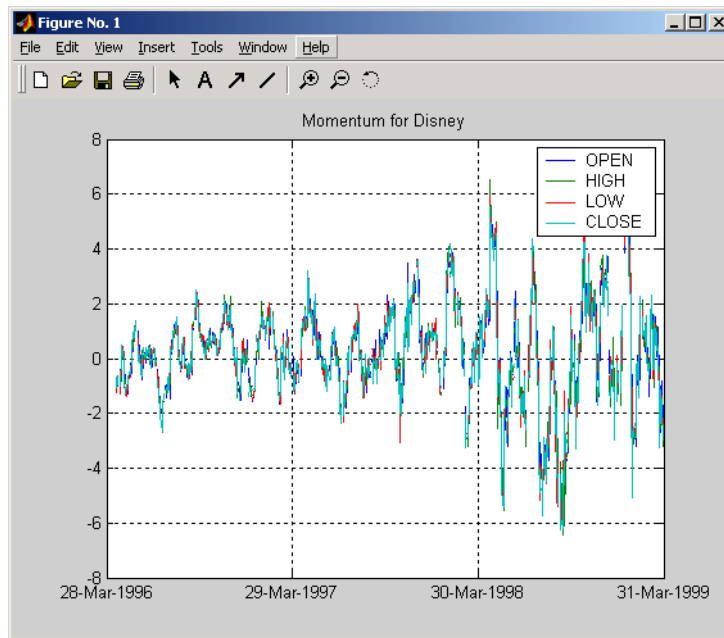 Figure No. 1
File Edit View Insert Tools Window Help
Momentum for Disney
OPEN
HIGH
LOW
CLOSE
8
6
4
2
0
-2
-4
-6
-8
28-Mar-1996 29-Mar-1997 30-Mar-1998 31-Mar-1999